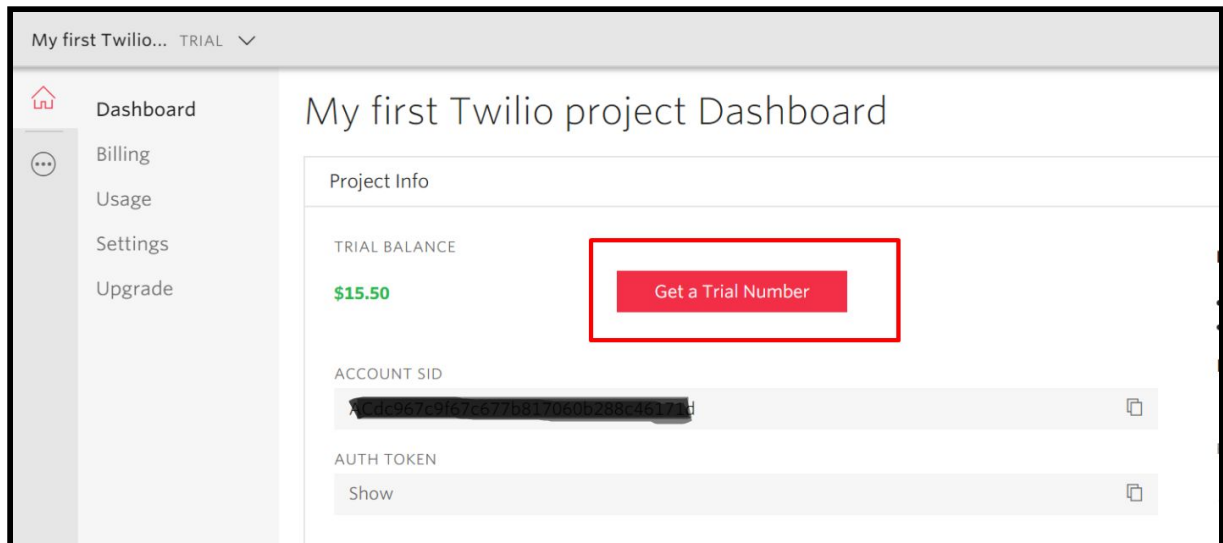 My first Twilio... TRIAL
Dashboard
Billing
Usage
Settings
Upgrade
My first Twilio project Dashboard
Project Info
TRIAL BALANCE
$15.50
Get a Trial Number
ACCOUNT SID
AUTH TOKEN
Show